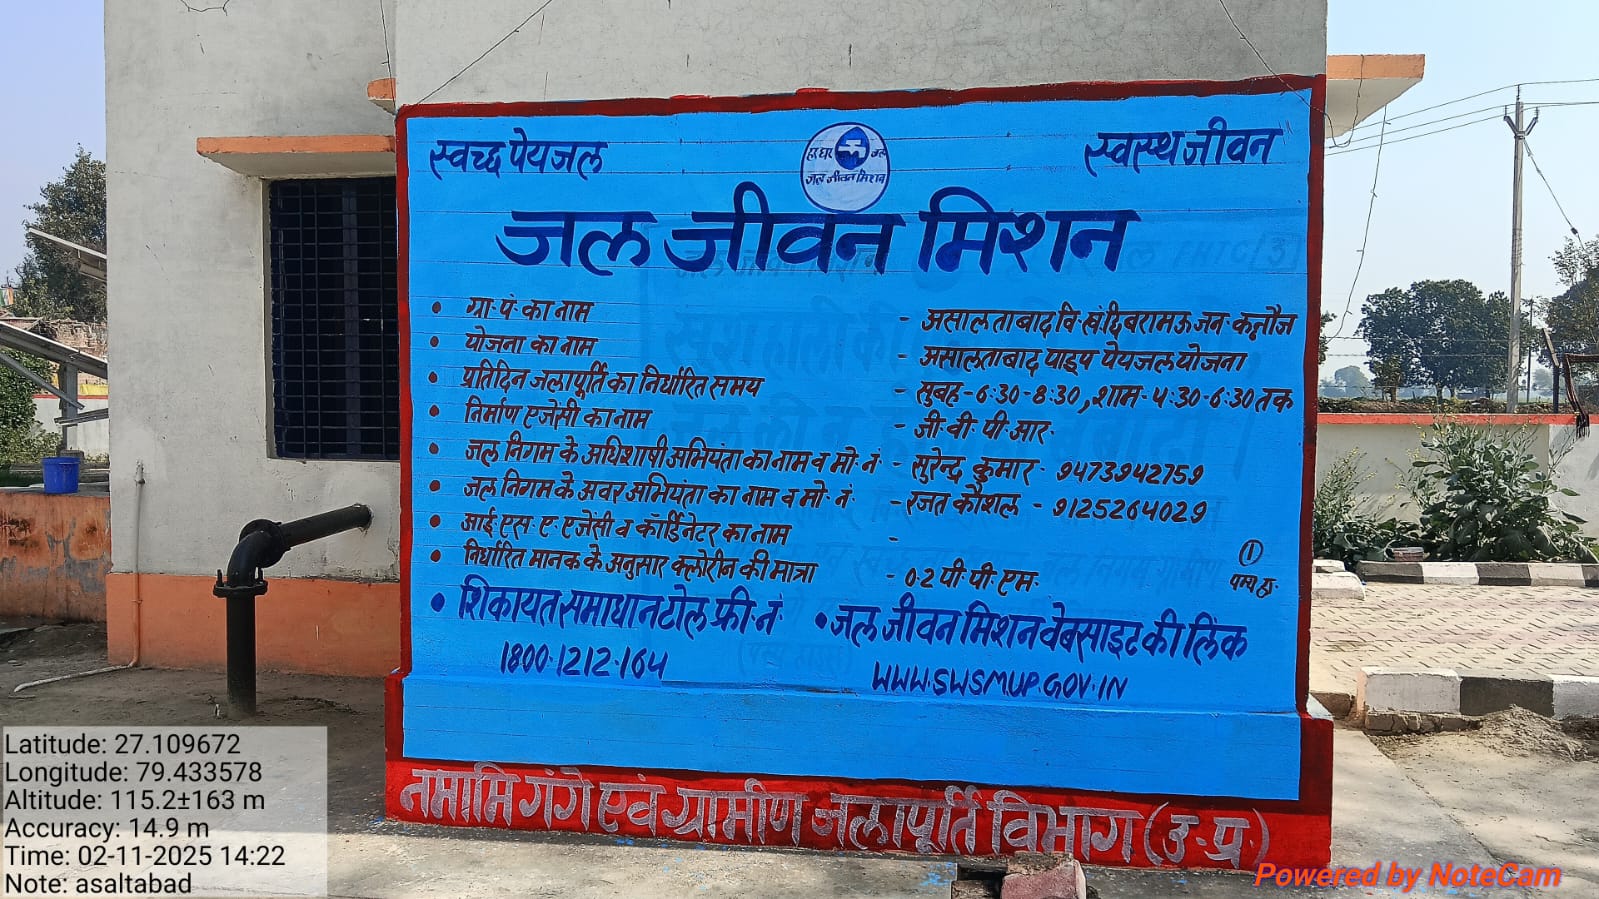 स्वच्छ पेयजल
हर घर जल
जल जीवन मिशन
स्वस्थ जीवन
जल जीवन मिशन
• ग्रा·पं·का नाम - असालताबाद वि·खं·छिबरामऊ जन·कन्नौज
• योजना का नाम - असालताबाद पाइप पेयजल योजना
• प्रतिदिन जलापूर्ति का निर्धारित समय - सुबह-6:30-8:30, शाम-4:30-6:30 तक
• निर्माण एजेंसी का नाम - जी·वी·पी·आर·
• जल निगम के अधिशाषी अभियंता का नाम व मो·नं· - सुरेन्द्र कुमार- 9473942759
• जल निगम के अवर अभियंता का नाम व मो·नं· - रजत कौशल - 9125264029
• आई·एस·ए·एजेंसी व कॉर्डिनेटर का नाम -
• निर्धारित मानक के अनुसार क्लोरीन की मात्रा - 0.2 पी·पी·एम·
①
पम्प हा·
• शिकायत समाधान टोल फ्री·नं· • जल जीवन मिशन वेबसाइट की लिंक
1800·1212·164 WWW.SWSMUP.GOV.IN
नमामि गंगे एवं ग्रामीण जलापूर्ति विभाग (उ·प्र·)
Latitude: 27.109672
Longitude: 79.433578
Altitude: 115.2±163 m
Accuracy: 14.9 m
Time: 02-11-2025 14:22
Note: asaltabad
Powered by NoteCam